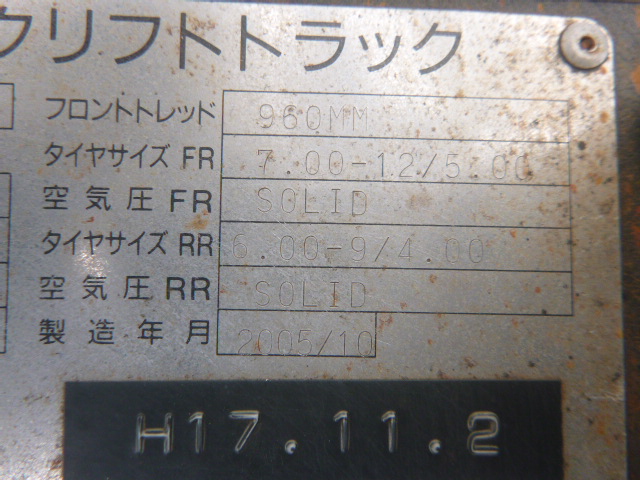 クリフトトラック
フロントトレッド 960MM
タイヤサイズ FR 7.00-12/5.00
空気圧 FR SOLID
タイヤサイズ RR 6.00-9/4.00
空気圧 RR SOLID
製造年月 2005/10
H17.11.2